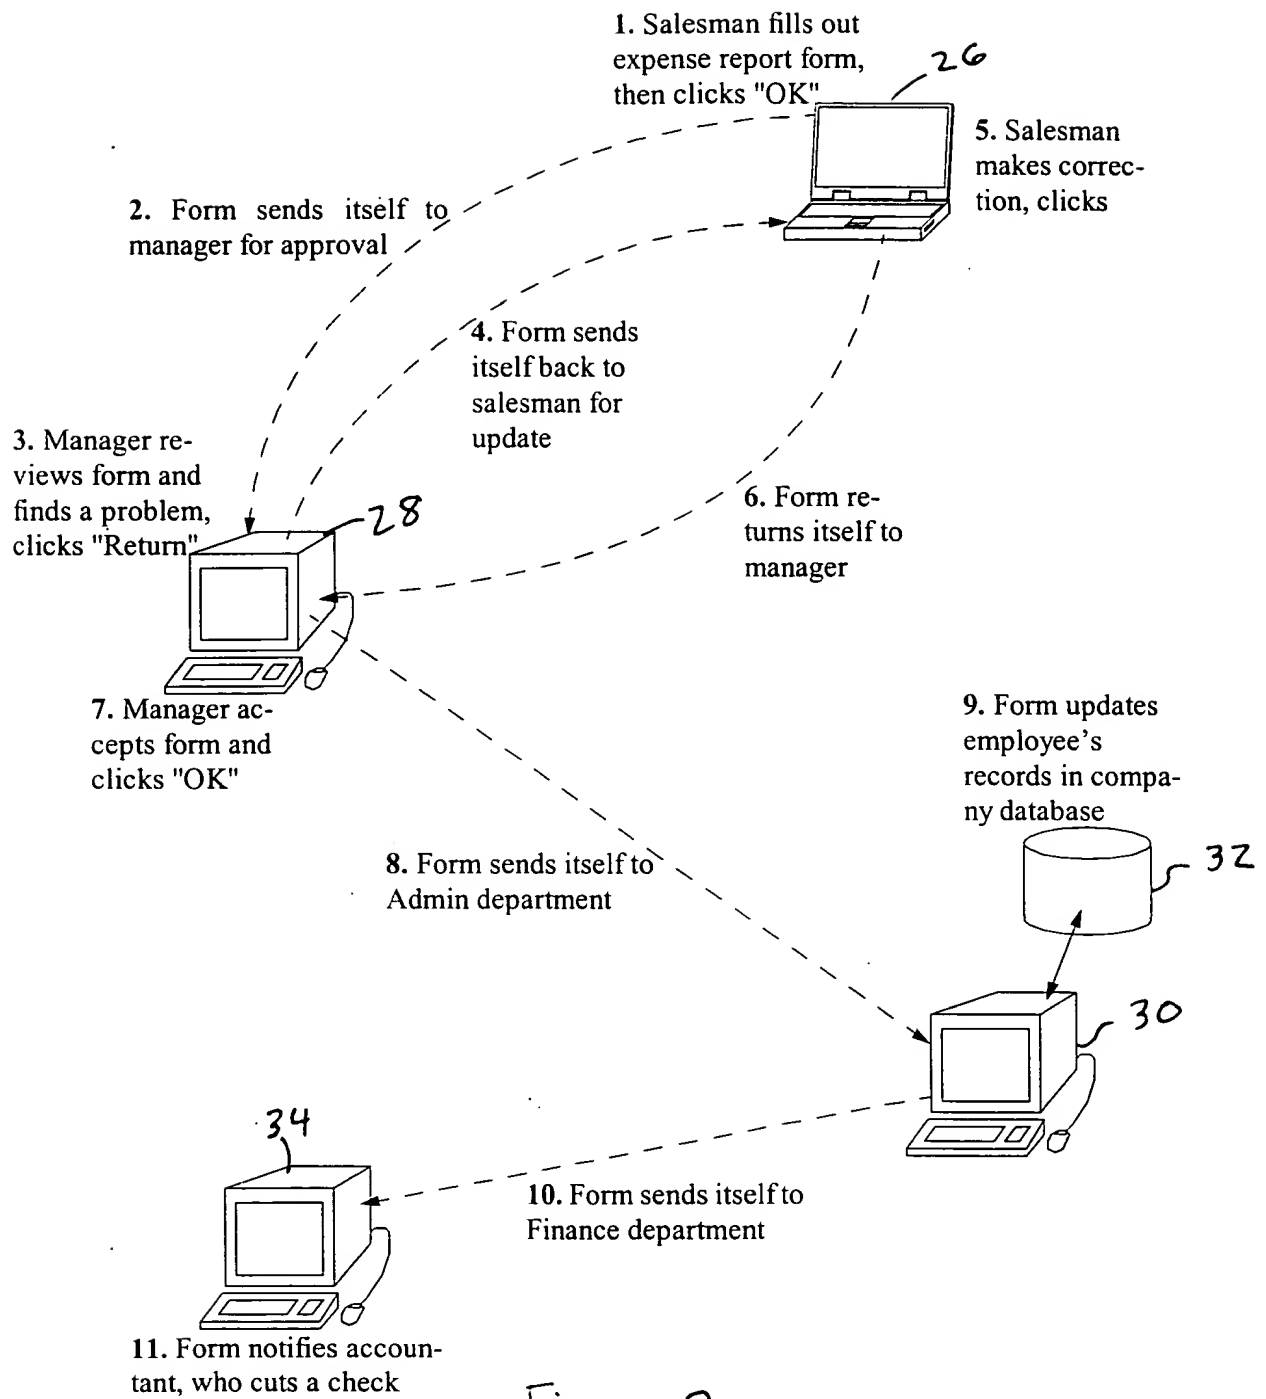 1. Salesman fills out
expense report form,
then clicks "OK"
26
5. Salesman
makes correc-
tion, clicks
2. Form sends itself to
manager for approval
4. Form sends
itself back to
salesman for
update
3. Manager re-
views form and
finds a problem,
clicks "Return"
28
6. Form re-
turns itself to
manager
7. Manager ac-
cepts form and
clicks "OK"
9. Form updates
employee's
records in compa-
ny database
32
8. Form sends itself to
Admin department
30
34
10. Form sends itself to
Finance department
11. Form notifies accoun-
tant, who cuts a check